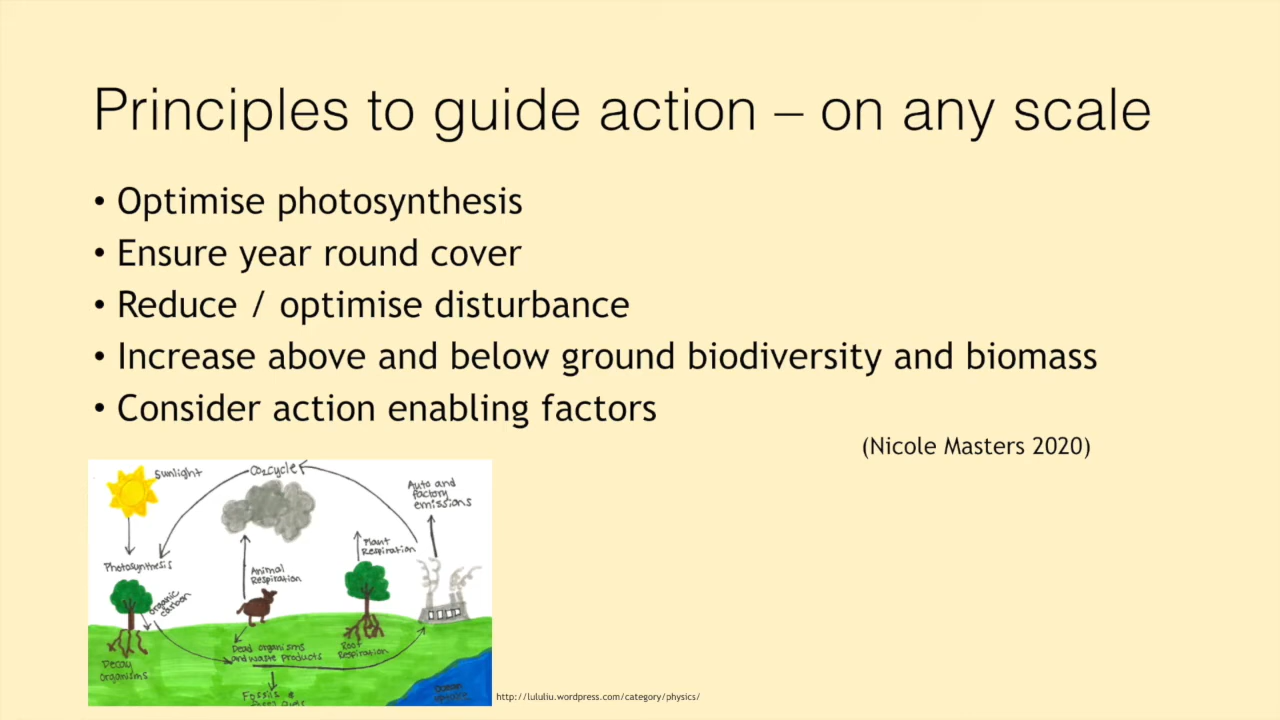 Principles to guide action – on any scale
• Optimise photosynthesis
• Ensure year round cover
• Reduce / optimise disturbance
• Increase above and below ground biodiversity and biomass
• Consider action enabling factors
(Nicole Masters 2020)
Sunlight
CO2 cycle
Auto and
factory
emissions
Photosynthesis
Animal
Respiration
Plant
Respiration
organic
carbon
Dead organisms
and waste products
Root
Respiration
Decay
organisms
Fossils &
Ocean
http://lululiu.wordpress.com/category/physics/